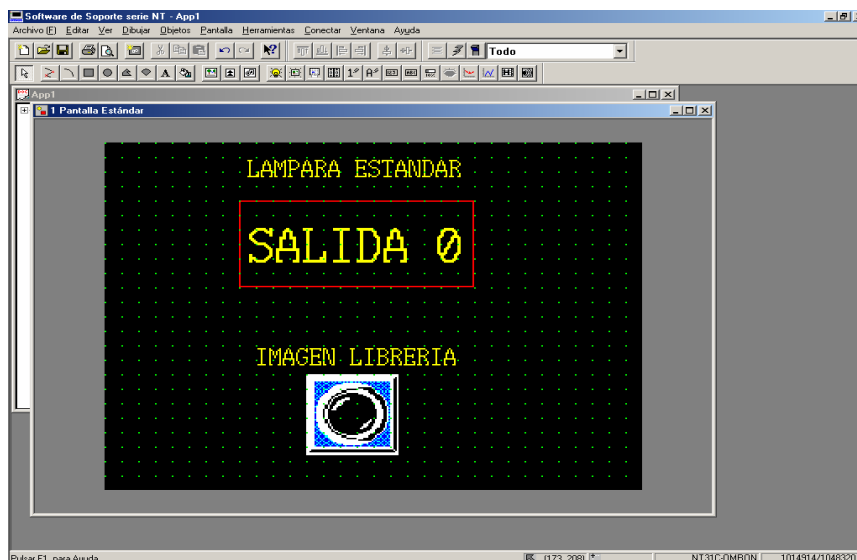 Software de Soporte serie NT - App1
Archivo(F) Editar Ver Dibujar Objetos Pantalla Herramientas Conectar Ventana Ayuda
Todo
App1
1 Pantalla Estándar
LAMPARA ESTANDAR
SALIDA 0
IMAGEN LIBRERIA
Pulsar F1 para Ayuda
(173, 208)
NT31C-OMRON
1014914/1048320